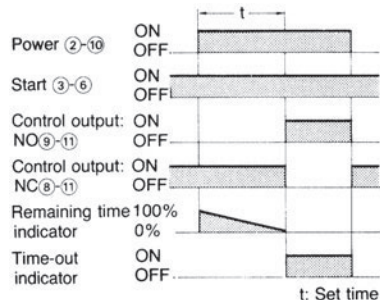 t
Power ②-⑩ ON
OFF
Start ③-⑥ ON
OFF
Control output: ON
NO⑨-⑪ OFF
Control output: ON
NC⑧-⑪ OFF
Remaining time 100%
indicator 0%
Time-out ON
indicator OFF
t: Set time